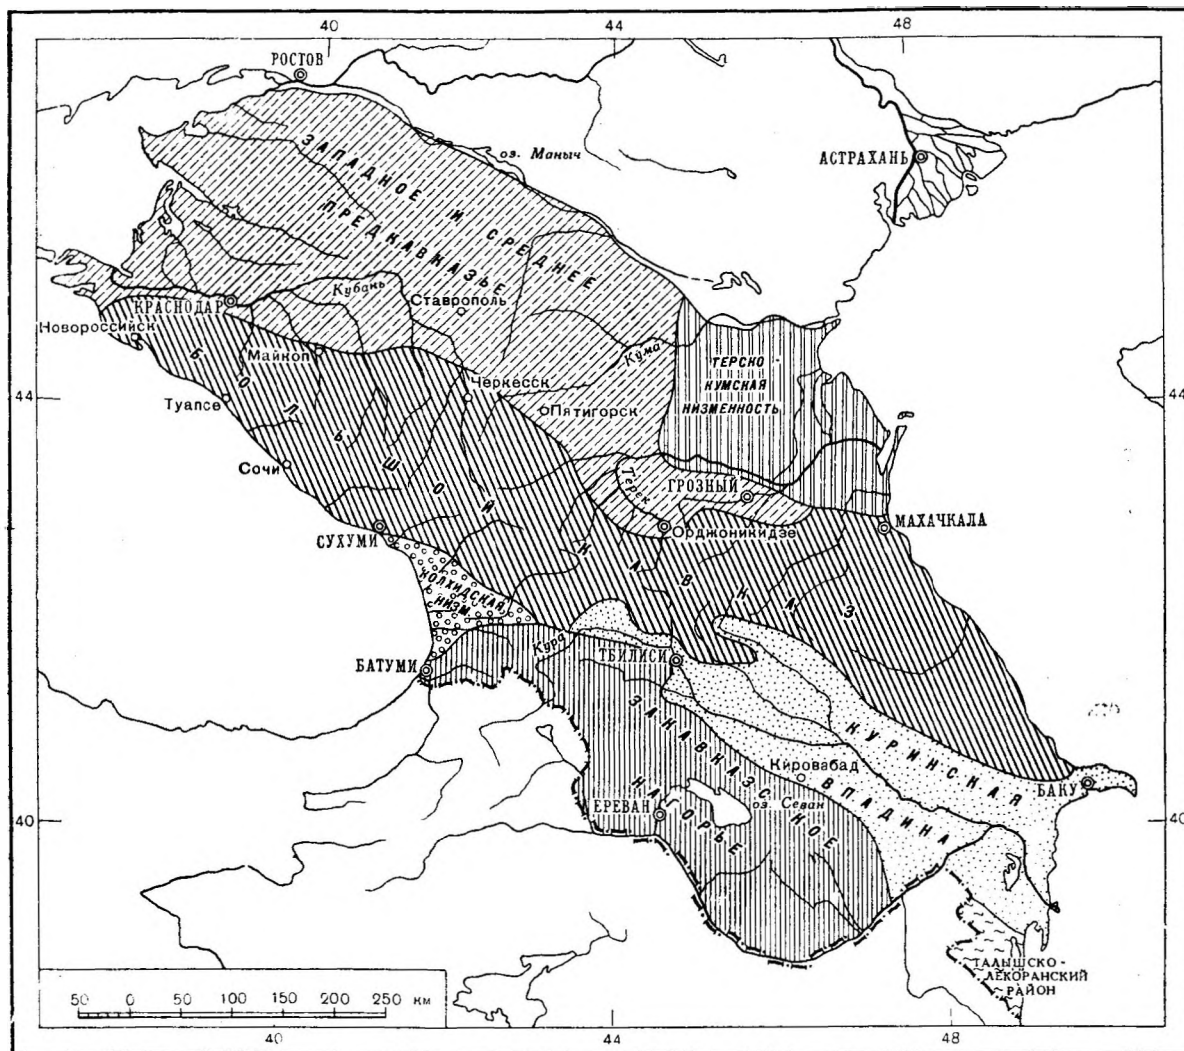 40
44
48
РОСТОВ
АСТРАХАНЬ
оз. Маныч
ЗАПАДНОЕ И СРЕДНЕЕ
ПРЕДКАВКАЗЬЕ
Кубань
Ставрополь
КРАСНОДАР
Новороссийск
Майкоп
Кума
ТЕРСКО
КУМСКАЯ
НИЗМЕННОСТЬ
44
44
Черкесск
Туапсе
Пятигорск
Сочи
Терек
ГРОЗНЫЙ
БОЛЬШОЙ КАВКАЗ
СУХУМИ
Орджоникидзе
МАХАЧКАЛА
КОЛХИДСКАЯ
НИЗМ.
Кура
БАТУМИ
ТБИЛИСИ
ЗАКАВКАЗСКОЕ
НАГОРЬЕ
КУРИНСКАЯ
ВПАДИНА
Кировабад
БАКУ
ЕРЕВАН
оз. Севан
40
40
ТАЛЫШСКО-
ЛЕКОРАНСКИЙ
РАЙОН
50 0 50 100 150 200 250 км
40
44
48